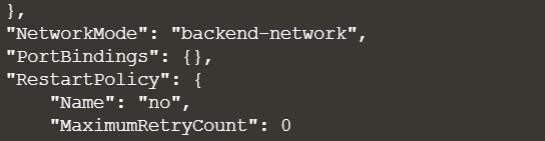 },
"NetworkMode": "backend-network",
"PortBindings": {},
"RestartPolicy": {
    "Name": "no",
    "MaximumRetryCount": 0